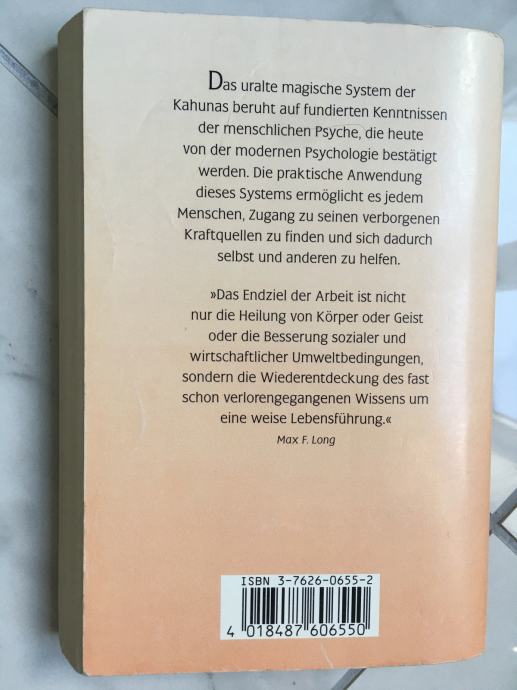 Das uralte magische System der
Kahunas beruht auf fundierten Kenntnissen
der menschlichen Psyche, die heute
von der modernen Psychologie bestätigt
werden. Die praktische Anwendung
dieses Systems ermöglicht es jedem
Menschen, Zugang zu seinen verborgenen
Kraftquellen zu finden und sich dadurch
selbst und anderen zu helfen.
»Das Endziel der Arbeit ist nicht
nur die Heilung von Körper oder Geist
oder die Besserung sozialer und
wirtschaftlicher Umweltbedingungen,
sondern die Wiederentdeckung des fast
schon verlorengegangenen Wissens um
eine weise Lebensführung.«
Max F. Long
ISBN 3-7626-0655-2
4 018487 606550